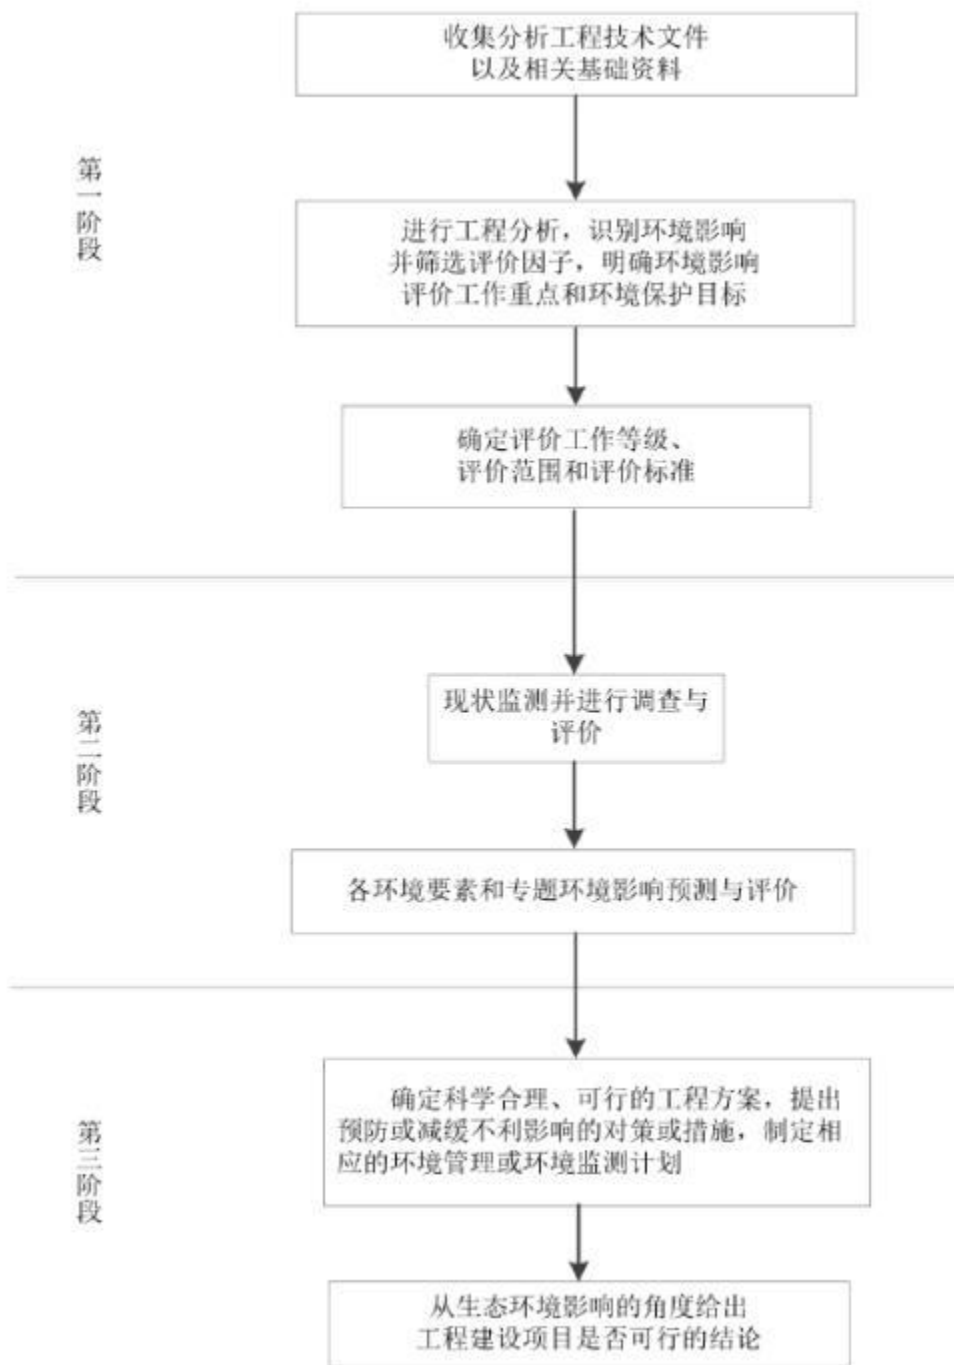 收集分析工程技术文件
以及相关基础资料
第一阶段
进行工程分析，识别环境影响
并筛选评价因子，明确环境影响
评价工作重点和环境保护目标
确定评价工作等级、
评价范围和评价标准
第二阶段
现状监测并进行调查与
评价
各环境要素和专题环境影响预测与评价
第三阶段
确定科学合理、可行的工程方案，提出
预防或减缓不利影响的对策或措施，制定相
应的环境管理或环境监测计划
从生态环境影响的角度给出
工程建设项目是否可行的结论